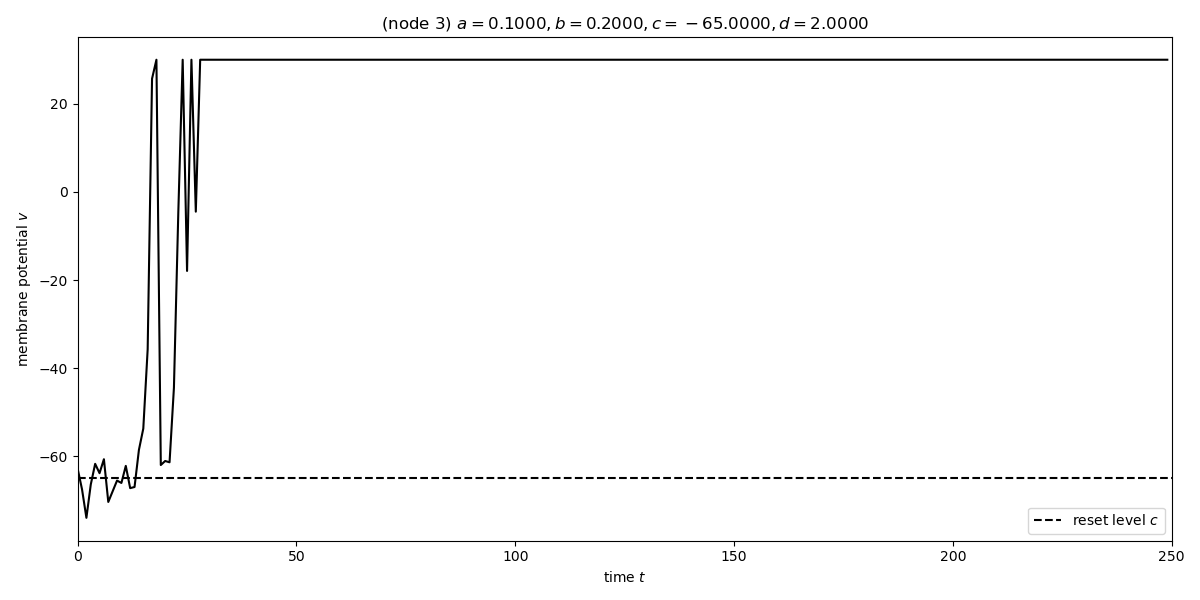 (node 3) a = 0.1000, b = 0.2000, c = −65.0000, d = 2.0000
membrane potential v
20
0
−20
−40
−60
reset level c
0
50
100
150
200
250
time t